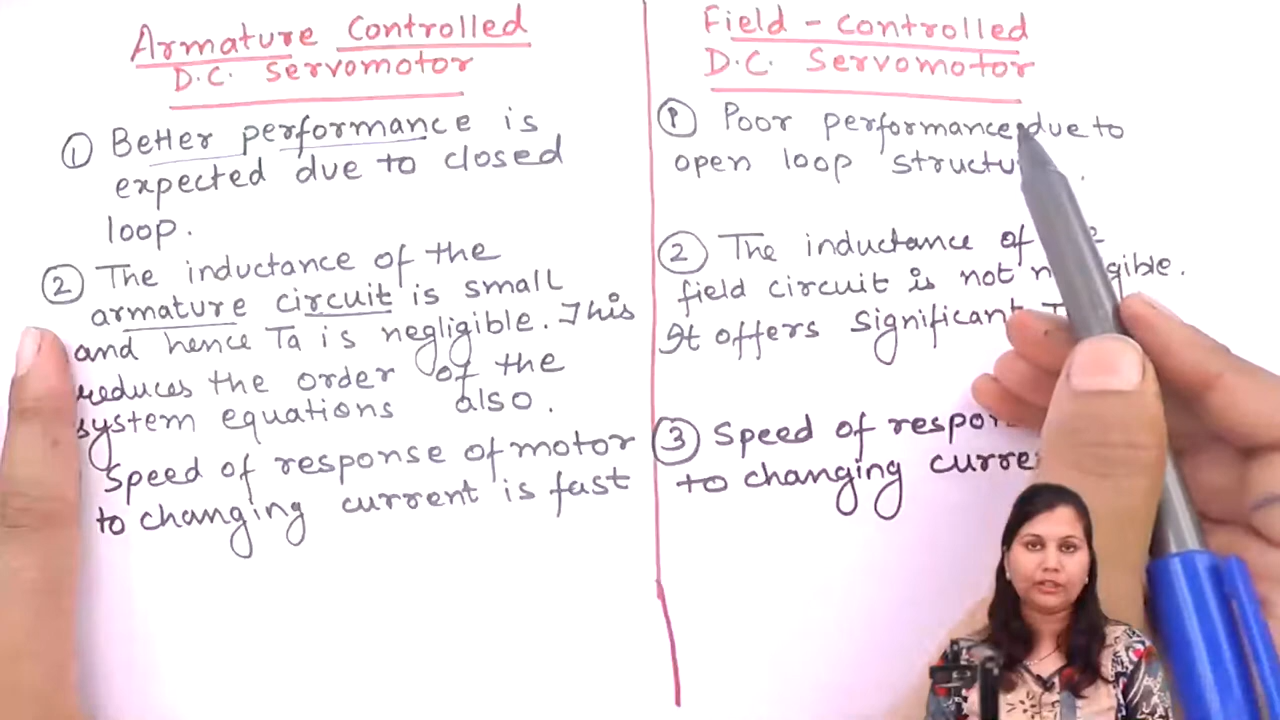 Armature Controlled
D.C. Servomotor
① Better performance is
expected due to closed
loop.
② The inductance of the
armature circuit is small
and hence Ta is negligible. This
reduces the order of the
system equations also.
Speed of response of motor
to changing current is fast
Field - Controlled
D.C. Servomotor
① Poor performance due to
open loop
② The inductance of
field circuit is not
It offers significant
③ Speed of
to changing